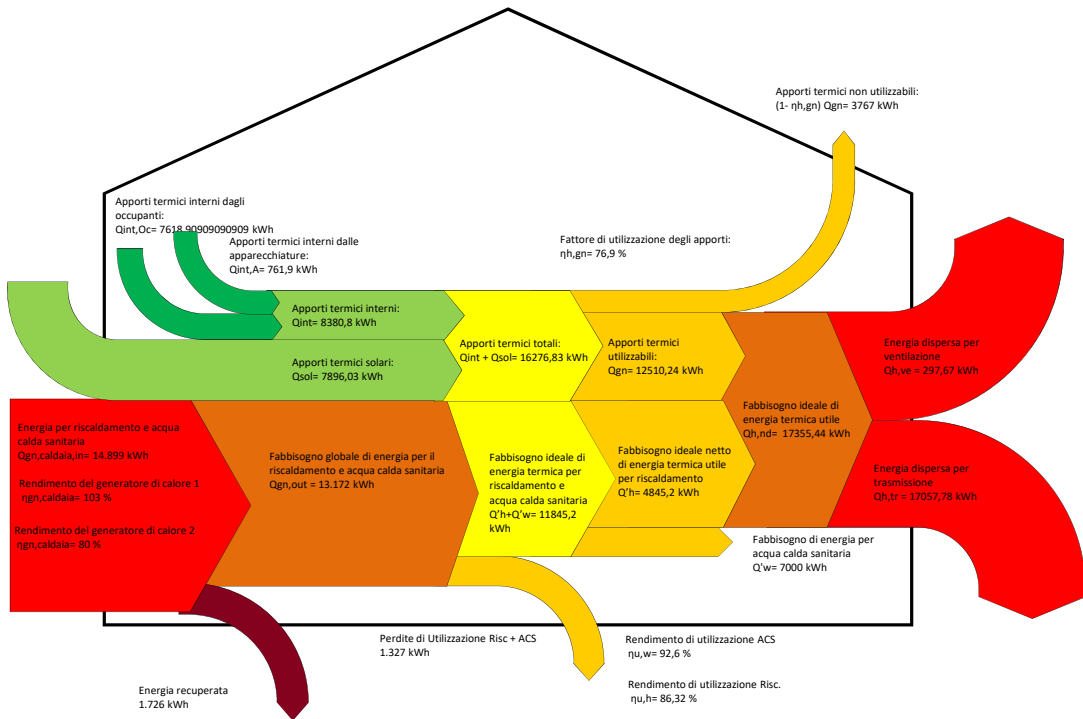 Apporti termici non utilizzabili:
(1- ηh,gn) Qgn= 3767 kWh
Apporti termici interni dagli
occupanti:
Qint,Oc= 7618,90909090909 kWh
Apporti termici interni dalle
apparecchiature:
Qint,A= 761,9 kWh
Fattore di utilizzazione degli apporti:
ηh,gn= 76,9 %
Apporti termici interni:
Qint= 8380,8 kWh
Apporti termici solari:
Qsol= 7896,03 kWh
Apporti termici totali:
Qint + Qsol= 16276,83 kWh
Apporti termici
utilizzabili:
Qgn= 12510,24 kWh
Energia dispersa per
ventilazione
Qh,ve = 297,67 kWh
Fabbisogno ideale di
energia termica utile
Qh,nd= 17355,44 kWh
Energia per riscaldamento e acqua
calda sanitaria
Qgn,caldaia,in= 14.899 kWh
Rendimento del generatore di calore 1
ηgn,caldaia= 103 %
Rendimento del generatore di calore 2
ηgn,caldaia= 80 %
Fabbisogno globale di energia per il
riscaldamento e acqua calda sanitaria
Qgn,out = 13.172 kWh
Fabbisogno ideale di
energia termica per
riscaldamento e
acqua calda sanitaria
Q'h+Q'w= 11845,2
kWh
Fabbisogno ideale netto
di energia termica utile
per riscaldamento
Q'h= 4845,2 kWh
Energia dispersa per
trasmissione
Qh,tr = 17057,78 kWh
Fabbisogno di energia per
acqua calda sanitaria
Q'w= 7000 kWh
Perdite di Utilizzazione Risc + ACS
1.327 kWh
Rendimento di utilizzazione ACS
ηu,w= 92,6 %
Rendimento di utilizzazione Risc.
ηu,h= 86,32 %
Energia recuperata
1.726 kWh